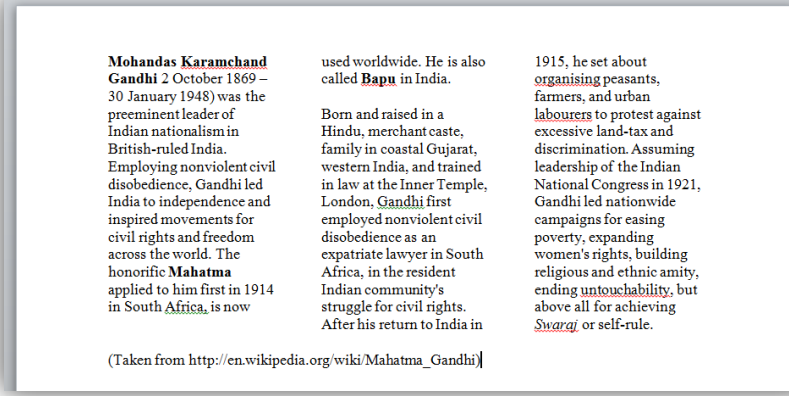 Mohandas Karamchand
Gandhi 2 October 1869 –
30 January 1948) was the
preeminent leader of
Indian nationalism in
British-ruled India.
Employing nonviolent civil
disobedience, Gandhi led
India to independence and
inspired movements for
civil rights and freedom
across the world. The
honorific Mahatma
applied to him first in 1914
in South Africa, is now
used worldwide. He is also
called Bapu in India.
Born and raised in a
Hindu, merchant caste,
family in coastal Gujarat,
western India, and trained
in law at the Inner Temple,
London, Gandhi first
employed nonviolent civil
disobedience as an
expatriate lawyer in South
Africa, in the resident
Indian community's
struggle for civil rights.
After his return to India in
1915, he set about
organising peasants,
farmers, and urban
labourers to protest against
excessive land-tax and
discrimination. Assuming
leadership of the Indian
National Congress in 1921,
Gandhi led nationwide
campaigns for easing
poverty, expanding
women's rights, building
religious and ethnic amity,
ending untouchability, but
above all for achieving
Swaraj or self-rule.
(Taken from http://en.wikipedia.org/wiki/Mahatma_Gandhi)